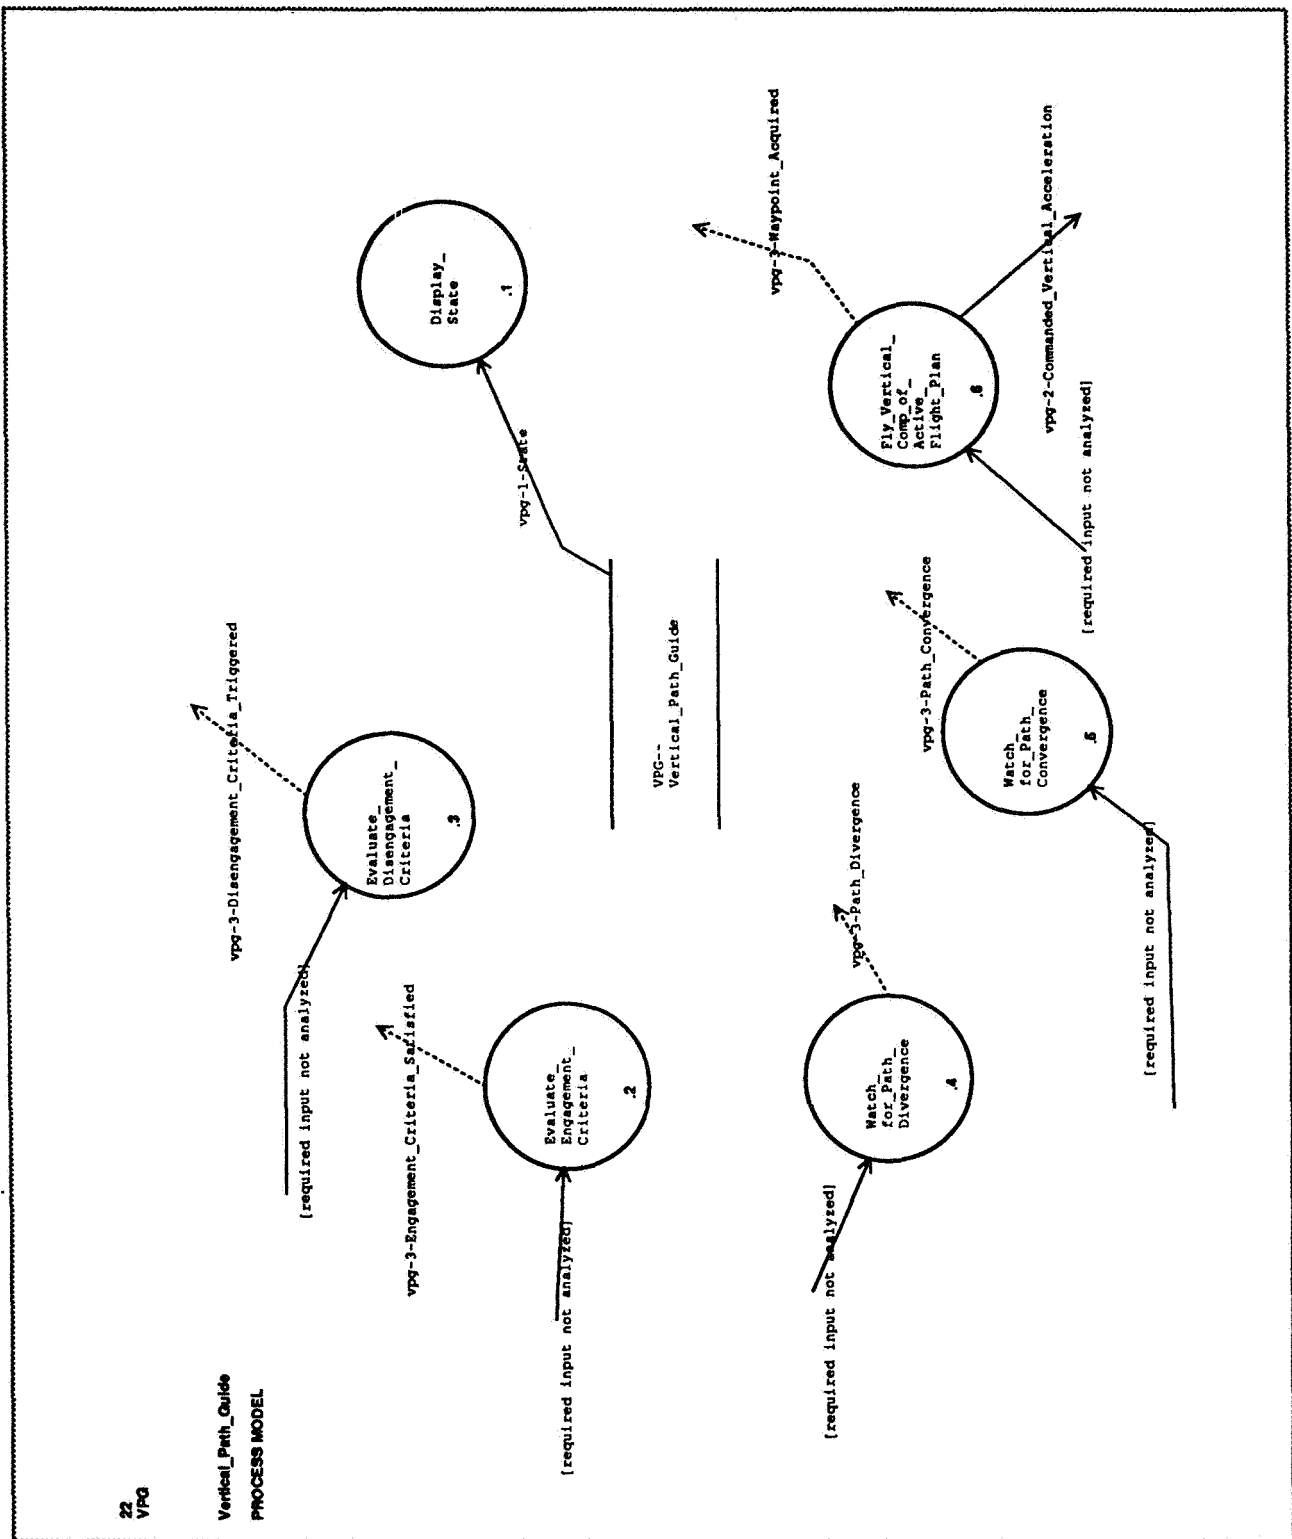 22
VPG
Vertical_Path_Guide
PROCESS MODEL
vpg-3-Disengagement_Criteria_Triggered
[required input not analyzed]
Evaluate_
Disengagement_
Criteria
.3
vpg-3-Engagement_Criteria_Satisfied
[required input not analyzed]
Evaluate_
Engagement_
Criteria
.2
Display_
State
.1
vpg-1-State
VPG--
Vertical_Path_Guide
vpg-3-Path_Divergence
[required input not analyzed]
Watch_
for_Path_
Divergence
.4
vpg-3-Path_Convergence
Watch_
for_Path_
Convergence
.5
[required input not analyzed]
vpg-3-Waypoint_Acquired
Fly_Vertical_
Comp_of_
Active_
Flight_Plan
.6
vpg-2-Commanded_Vertical_Acceleration
[required input not analyzed]